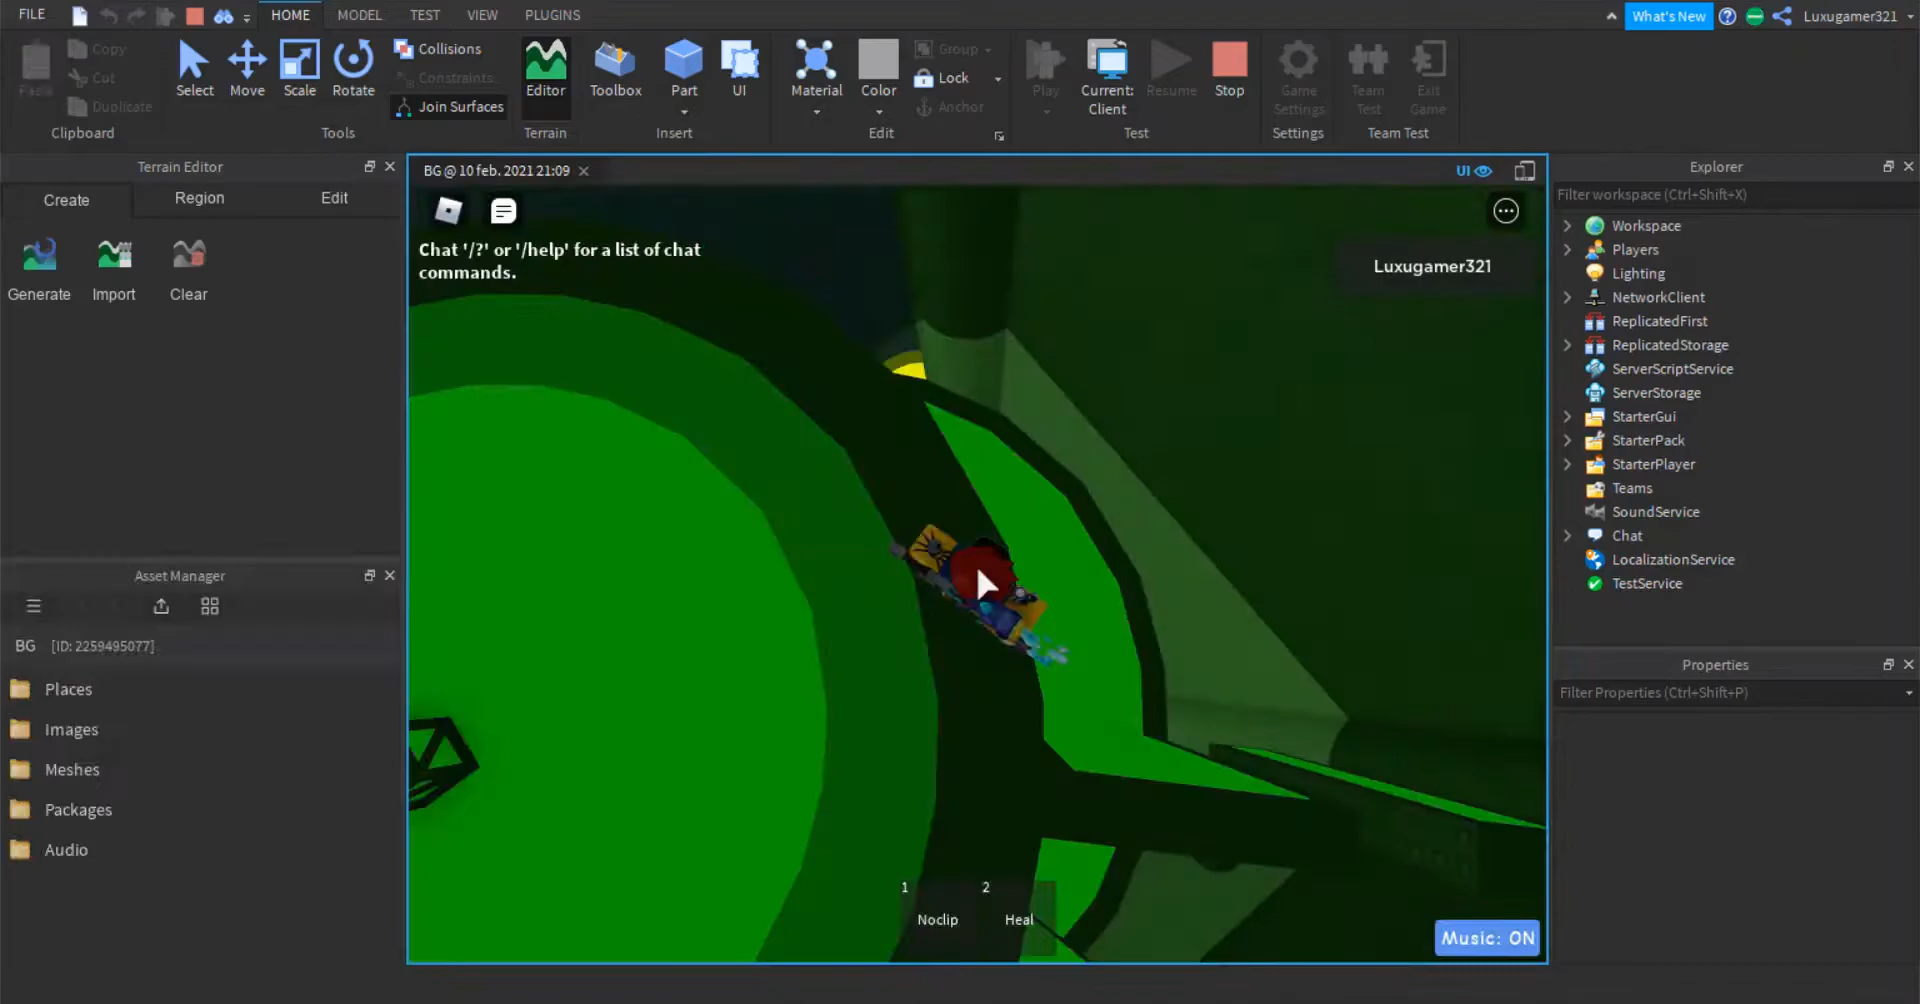 FILE
HOME
MODEL
TEST
VIEW
PLUGINS
What's New
Luxugamer321
Paste
Copy
Cut
Duplicate
Clipboard
Select
Move
Scale
Rotate
Collisions
Constraints
Join Surfaces
Tools
Editor
Terrain
Toolbox
Part
UI
Insert
Material
Color
Group
Lock
Anchor
Edit
Play
Current:
Client
Resume
Stop
Test
Game
Settings
Settings
Team
Test
Exit
Game
Team Test
Terrain Editor
Create
Region
Edit
Generate
Import
Clear
Asset Manager
BG [ID: 2259495077]
Places
Images
Meshes
Packages
Audio
BG @ 10 feb. 2021 21:09
UI
Chat '/?' or '/help' for a list of chat
commands.
Luxugamer321
1
Noclip
2
Heal
Music: ON
Explorer
Filter workspace (Ctrl+Shift+X)
Workspace
Players
Lighting
NetworkClient
ReplicatedFirst
ReplicatedStorage
ServerScriptService
ServerStorage
StarterGui
StarterPack
StarterPlayer
Teams
SoundService
Chat
LocalizationService
TestService
Properties
Filter Properties (Ctrl+Shift+P)